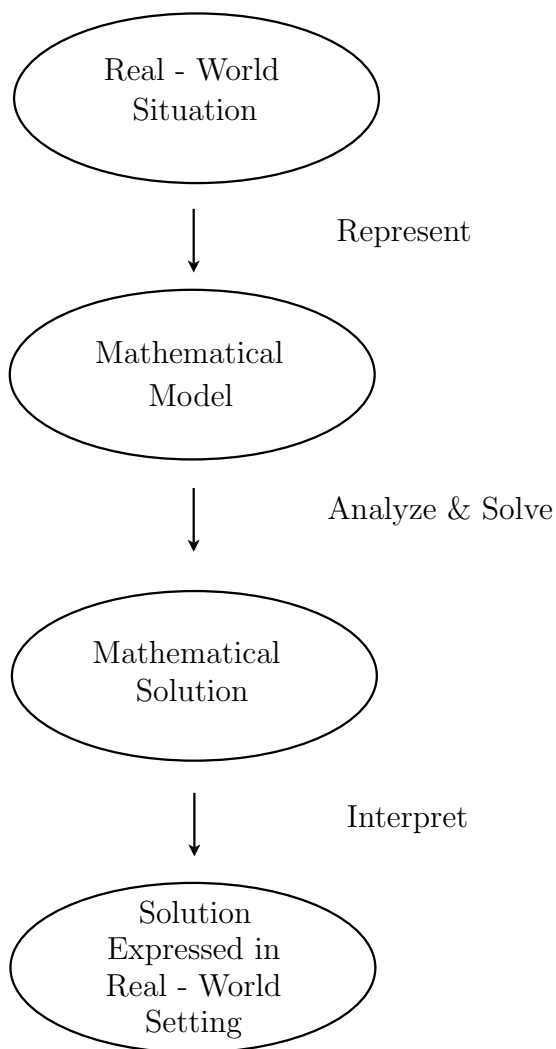 Real - World
Situation
Represent
Mathematical
Model
Analyze & Solve
Mathematical
Solution
Interpret
Solution
Expressed in
Real - World
Setting